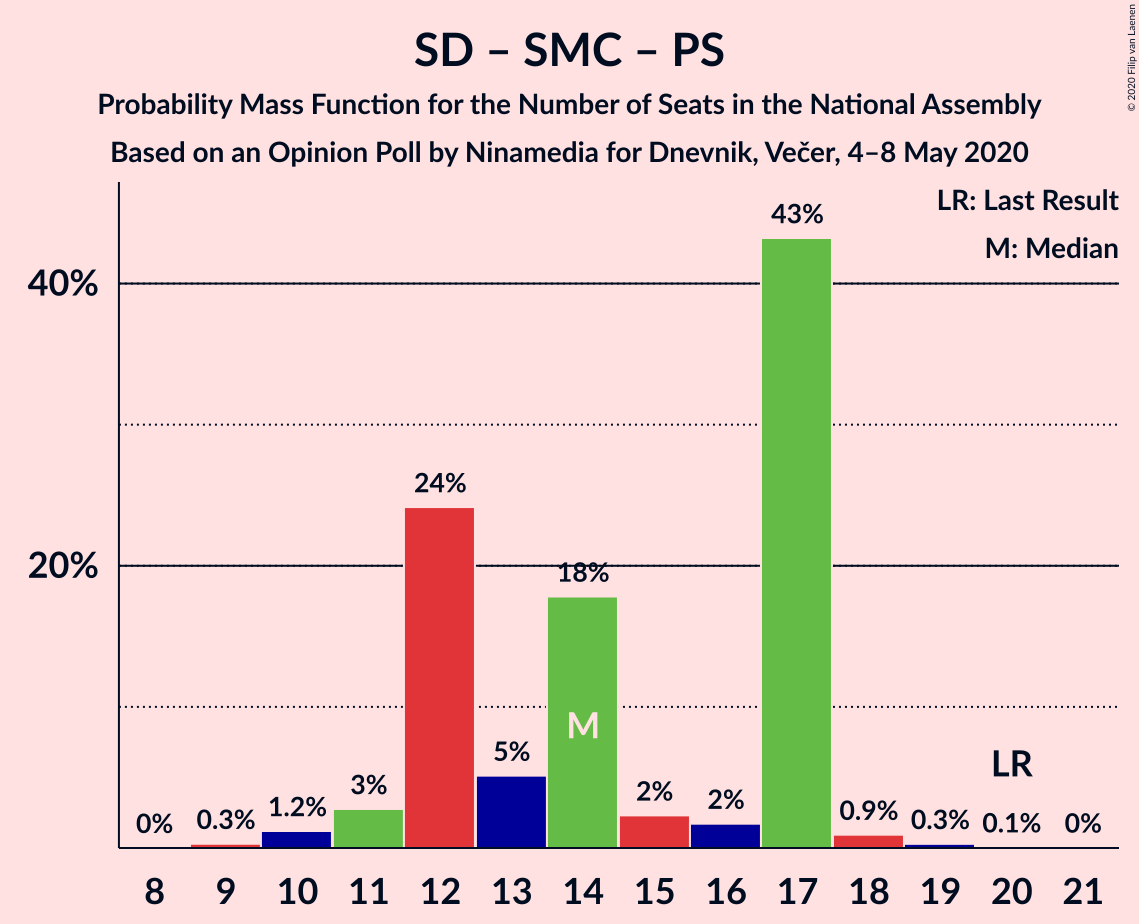 SD – SMC – PS
Probability Mass Function for the Number of Seats in the National Assembly
Based on an Opinion Poll by Ninamedia for Dnevnik, Večer, 4–8 May 2020
© 2020 Filip van Laenen
LR: Last Result
M: Median
43%
40%
24%
20%
18%
M
5%
LR
3%
2%
2%
0%
0.3%
1.2%
0.9%
0.3%
0.1%
0%
8 9 10 11 12 13 14 15 16 17 18 19 20 21